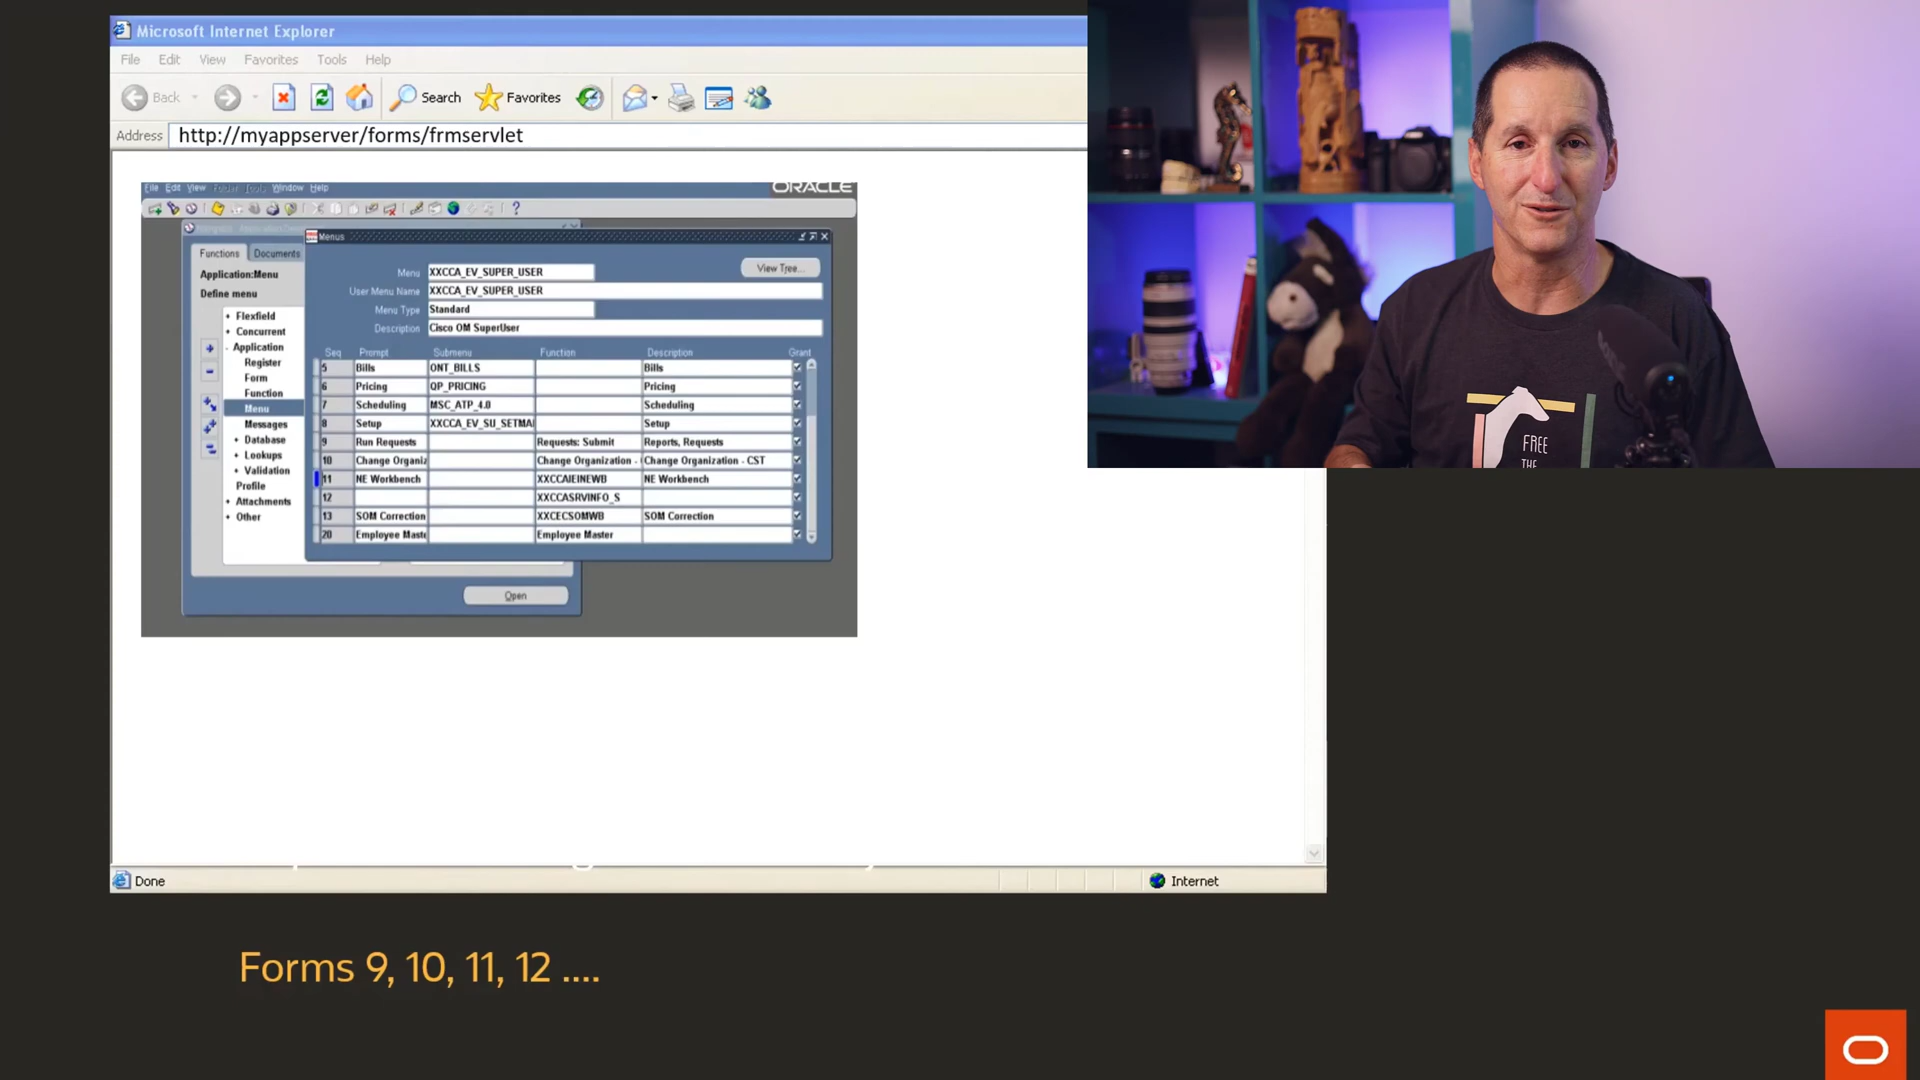 Microsoft Internet Explorer
File Edit View Favorites Tools Help
Back Search Favorites
Address http://myappserver/forms/frmservlet
File Edit View Folder Tools Window Help ORACLE
Menus
Functions Documents
Application:Menu
Define menu
+ Flexfield
+ Concurrent
- Application
Register
Form
Function
Menu
Messages
+ Database
+ Lookups
+ Validation
Profile
+ Attachments
+ Other
Open
Menu XXCCA_EV_SUPER_USER View Tree...
User Menu Name XXCCA_EV_SUPER_USER
Menu Type Standard
Description Cisco OM SuperUser
Seq Prompt Submenu Function Description Grant
5 Bills ONT_BILLS Bills
6 Pricing QP_PRICING Pricing
7 Scheduling MSC_ATP_4.0 Scheduling
8 Setup XXCCA_EV_SU_SETMAI Setup
9 Run Requests Requests: Submit Reports, Requests
10 Change Organiz Change Organization - Change Organization - CST
11 NE Workbench XXCCAIEINEWB NE Workbench
12 XXCCASRVINFO_S
13 SOM Correction XXCECSOMWB SOM Correction
20 Employee Maste Employee Master
FREE
THE
Done Internet
Forms 9, 10, 11, 12 ....